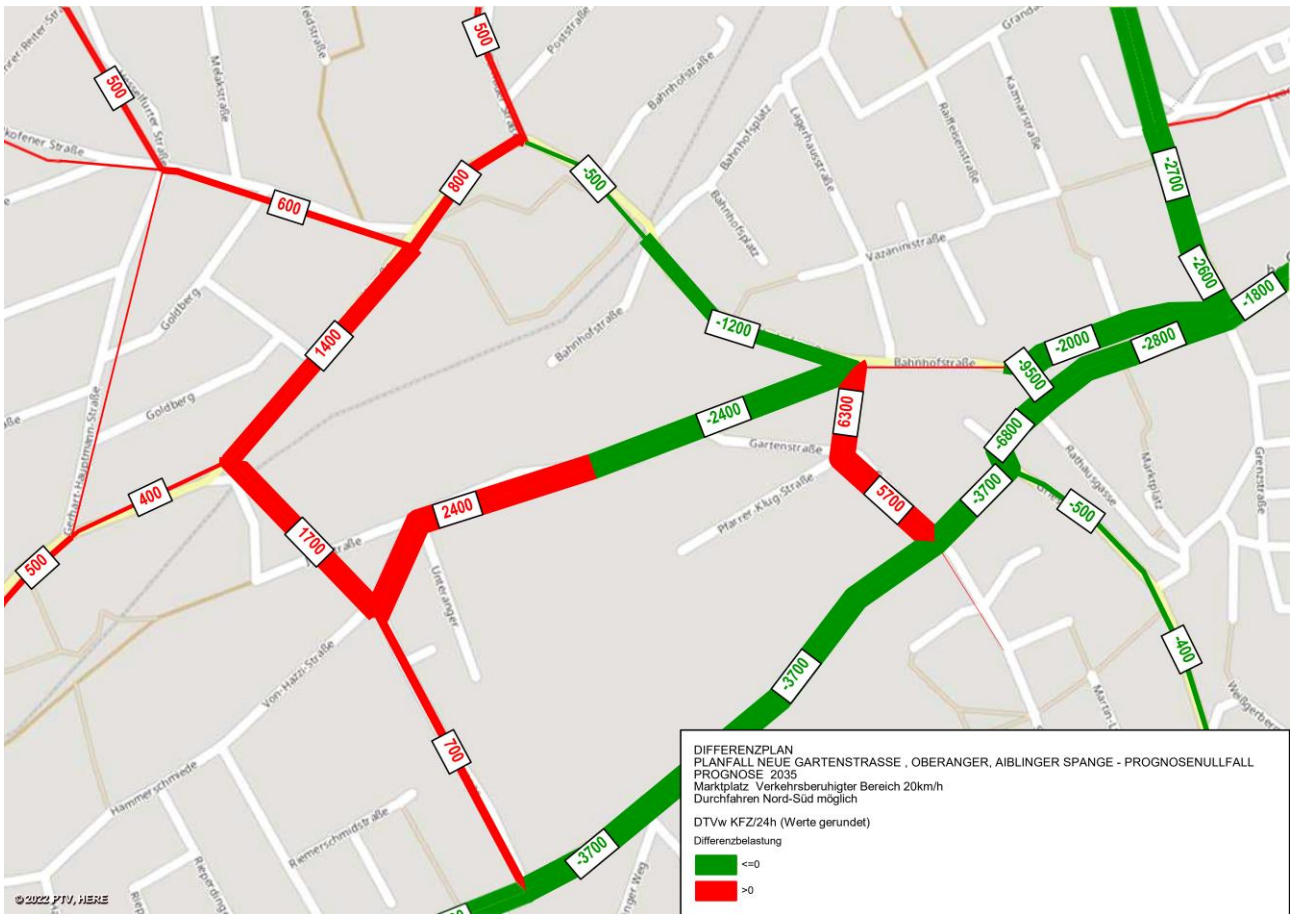 500
500
Poststraße
Melakstraße
Bahnhofstraße
Bahnhofplatz
Lagerhausstraße
Kazmairstraße
Raiffeisenstraße
800
-500
-2700
600
Bahnhofsplatz
Vazaninistraße
Goldberg
-2600
-1800
1400
Bahnhofstraße
-1200
Bahnhofstraße
-2000
-2800
-9500
Goldberg
-2400
6300
Gerhart-Hauptmann-Straße
Gartenstraße
-6800
Rathausgasse
Marktplatz
Grenzstraße
400
2400
Pfarrer-Klug-Straße
5700
-3700
-500
1700
500
Unteranger
-400
Von-Hazzi-Straße
-3700
700
Hammerschmiede
Riemerschmidstraße
-3700
DIFFERENZPLAN
PLANFALL NEUE GARTENSTRASSE , OBERANGER, AIBLINGER SPANGE - PROGNOSENULLFALL
PROGNOSE 2035
Marktplatz Verkehrsberuhigter Bereich 20km/h
Durchfahren Nord-Süd möglich
DTVw KFZ/24h (Werte gerundet)
Differenzbelastung
<=0
>0
© 2022 PTV, HERE